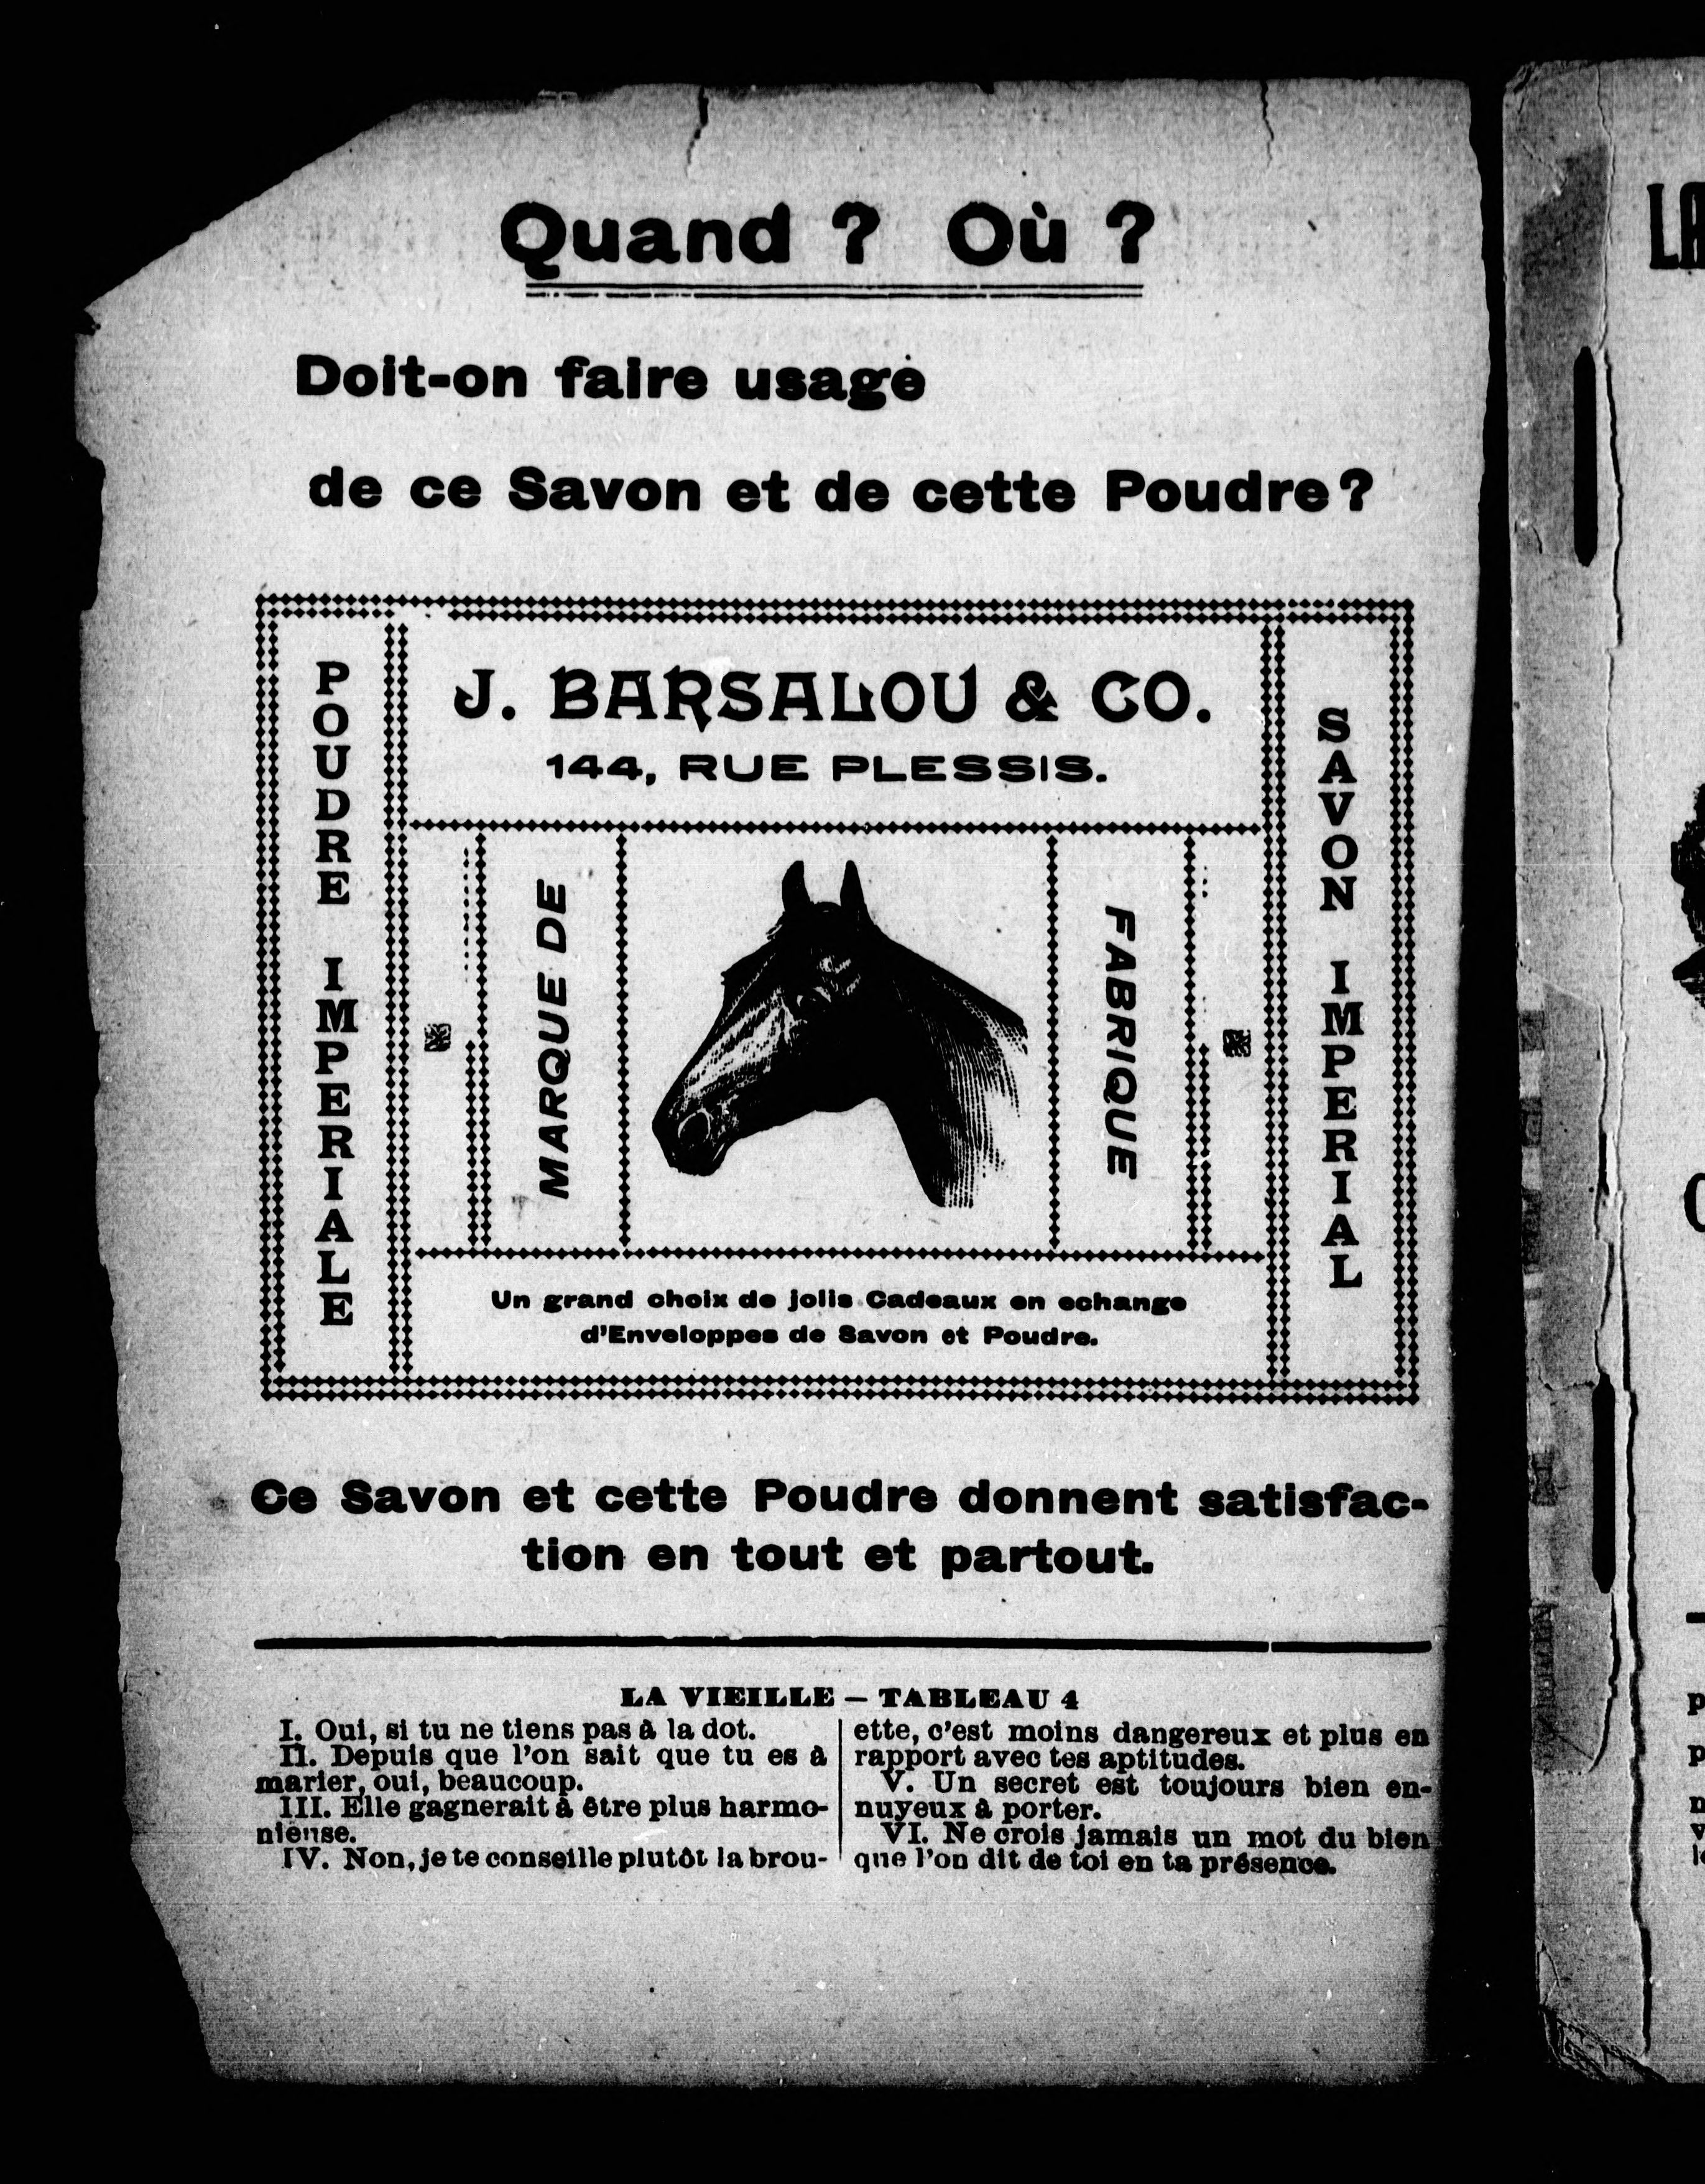 Quand ? Où ?
Doit-on faire usage
de ce Savon et de cette Poudre ?
POUDRE IMPERIALE
J. BARSALOU & CO.
144, RUE PLESSIS.
MARQUE DE
FABRIQUE
Un grand choix de jolis Cadeaux en echange
d'Enveloppes de Savon et Poudre.
SAVON IMPERIAL
Ce Savon et cette Poudre donnent satisfac-
tion en tout et partout.
LA VIEILLE — TABLEAU 4
I. Oui, si tu ne tiens pas à la dot.
II. Depuis que l'on sait que tu es à
marier, oui, beaucoup.
III. Elle gagnerait à être plus harmo-
nieuse.
IV. Non, je te conseille plutôt la brou-
ette, c'est moins dangereux et plus en
rapport avec tes aptitudes.
V. Un secret est toujours bien en-
nuyeux à porter.
VI. Ne crois jamais un mot du bien
que l'on dit de toi en ta présence.
LA